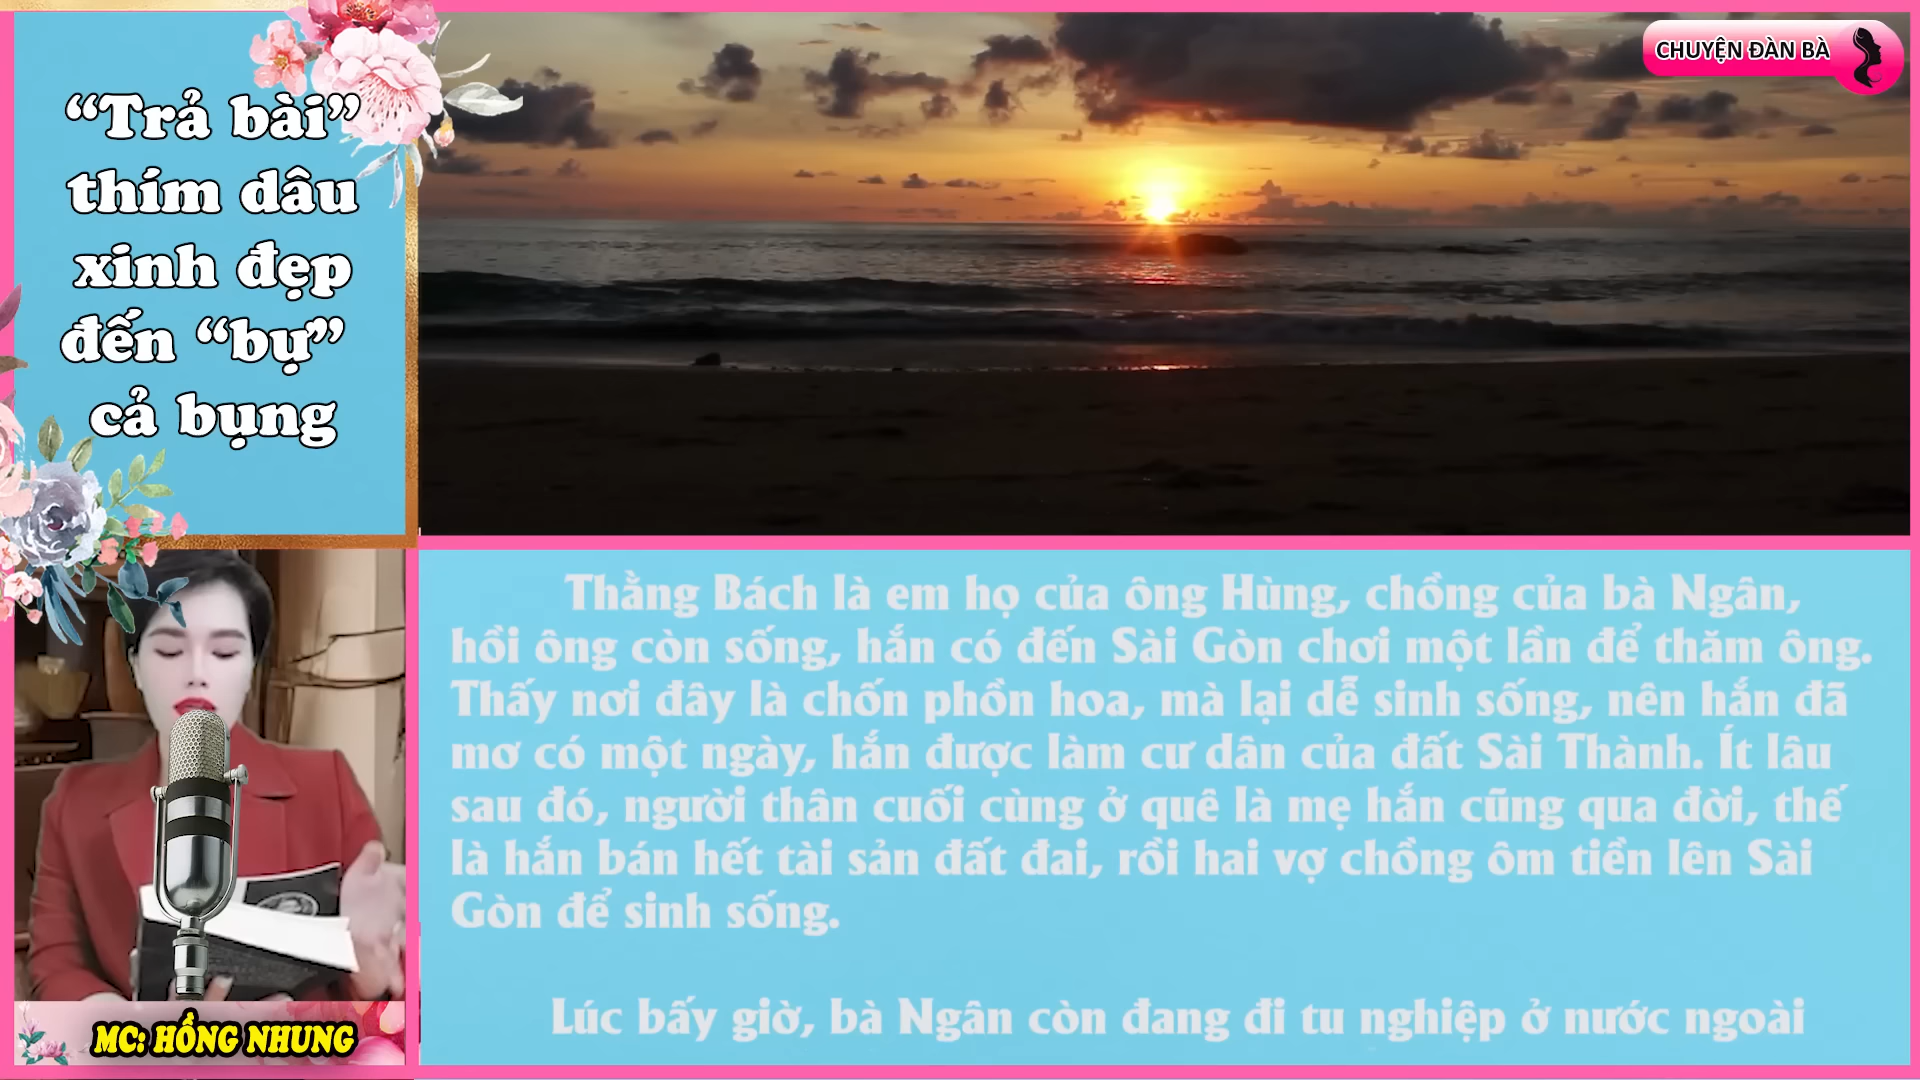 “Trả bài”
thím dâu
xinh đẹp
đến “bự”
cả bụng
CHUYỆN ĐÀN BÀ
Thằng Bách là em họ của ông Hùng, chồng của bà Ngân,
hồi ông còn sống, hắn có đến Sài Gòn chơi một lần để thăm ông.
Thấy nơi đây là chốn phồn hoa, mà lại dễ sinh sống, nên hắn đã
mơ có một ngày, hắn được làm cư dân của đất Sài Thành. Ít lâu
sau đó, người thân cuối cùng ở quê là mẹ hắn cũng qua đời, thế
là hắn bán hết tài sản đất đai, rồi hai vợ chồng ôm tiền lên Sài
Gòn để sinh sống.
Lúc bấy giờ, bà Ngân còn đang đi tu nghiệp ở nước ngoài
MC: HỒNG NHUNG